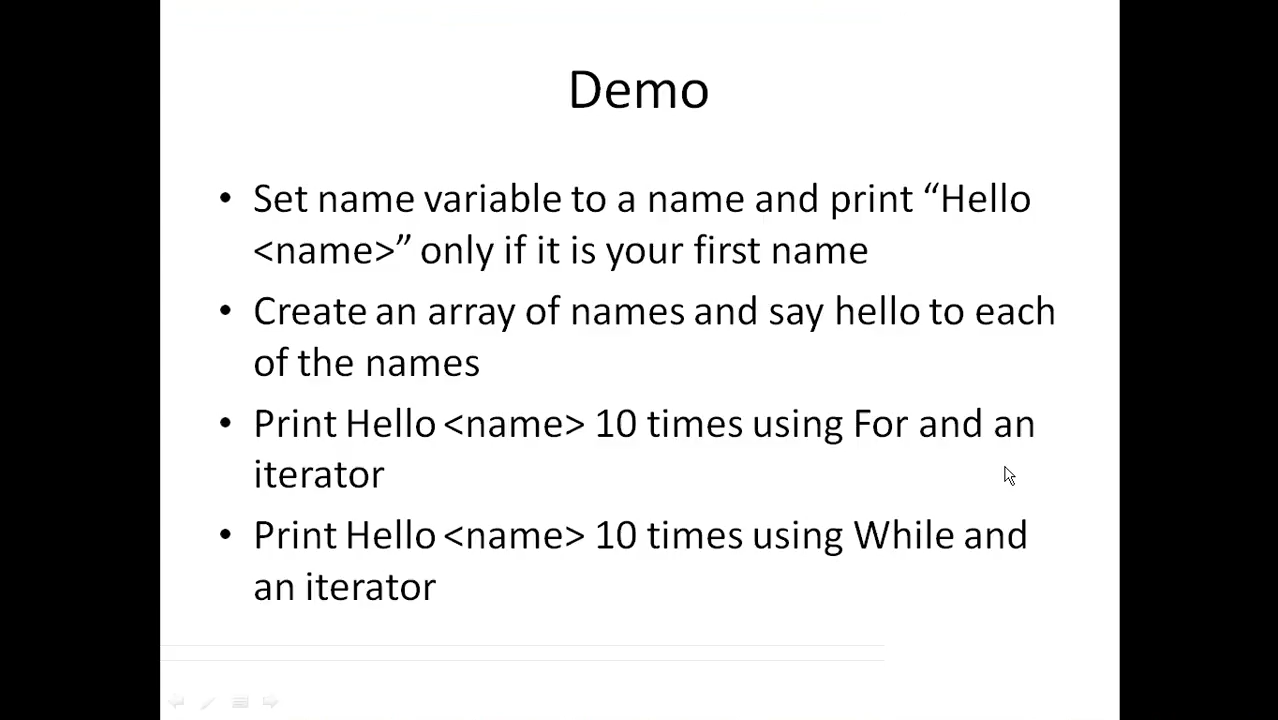 Demo
• Set name variable to a name and print “Hello
<name>” only if it is your first name
• Create an array of names and say hello to each
of the names
• Print Hello <name> 10 times using For and an
iterator
• Print Hello <name> 10 times using While and
an iterator